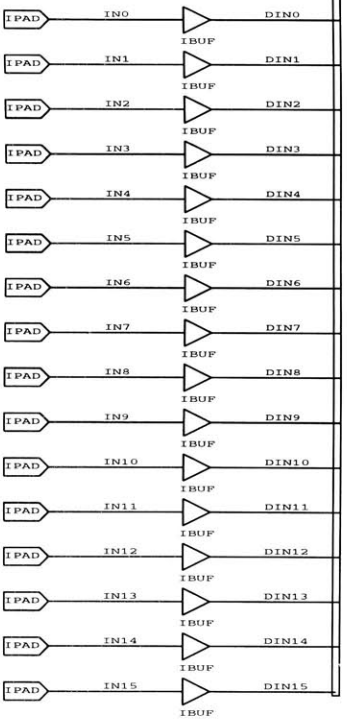 IPAD IN0 DIN0
IBUF
IPAD IN1 DIN1
IBUF
IPAD IN2 DIN2
IBUF
IPAD IN3 DIN3
IBUF
IPAD IN4 DIN4
IBUF
IPAD IN5 DIN5
IBUF
IPAD IN6 DIN6
IBUF
IPAD IN7 DIN7
IBUF
IPAD IN8 DIN8
IBUF
IPAD IN9 DIN9
IBUF
IPAD IN10 DIN10
IBUF
IPAD IN11 DIN11
IBUF
IPAD IN12 DIN12
IBUF
IPAD IN13 DIN13
IBUF
IPAD IN14 DIN14
IBUF
IPAD IN15 DIN15
IBUF